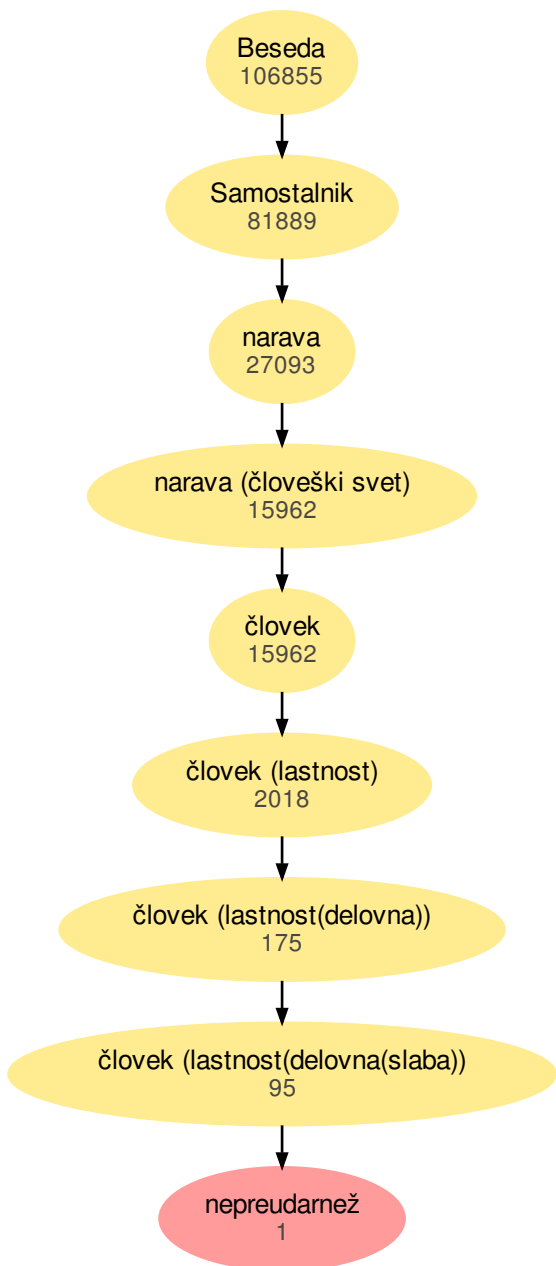 Beseda
106855
Samostalnik
81889
narava
27093
narava (človeški svet)
15962
človek
15962
človek (lastnost)
2018
človek (lastnost(delovna))
175
človek (lastnost(delovna(slaba))
95
nepreudarnež
1